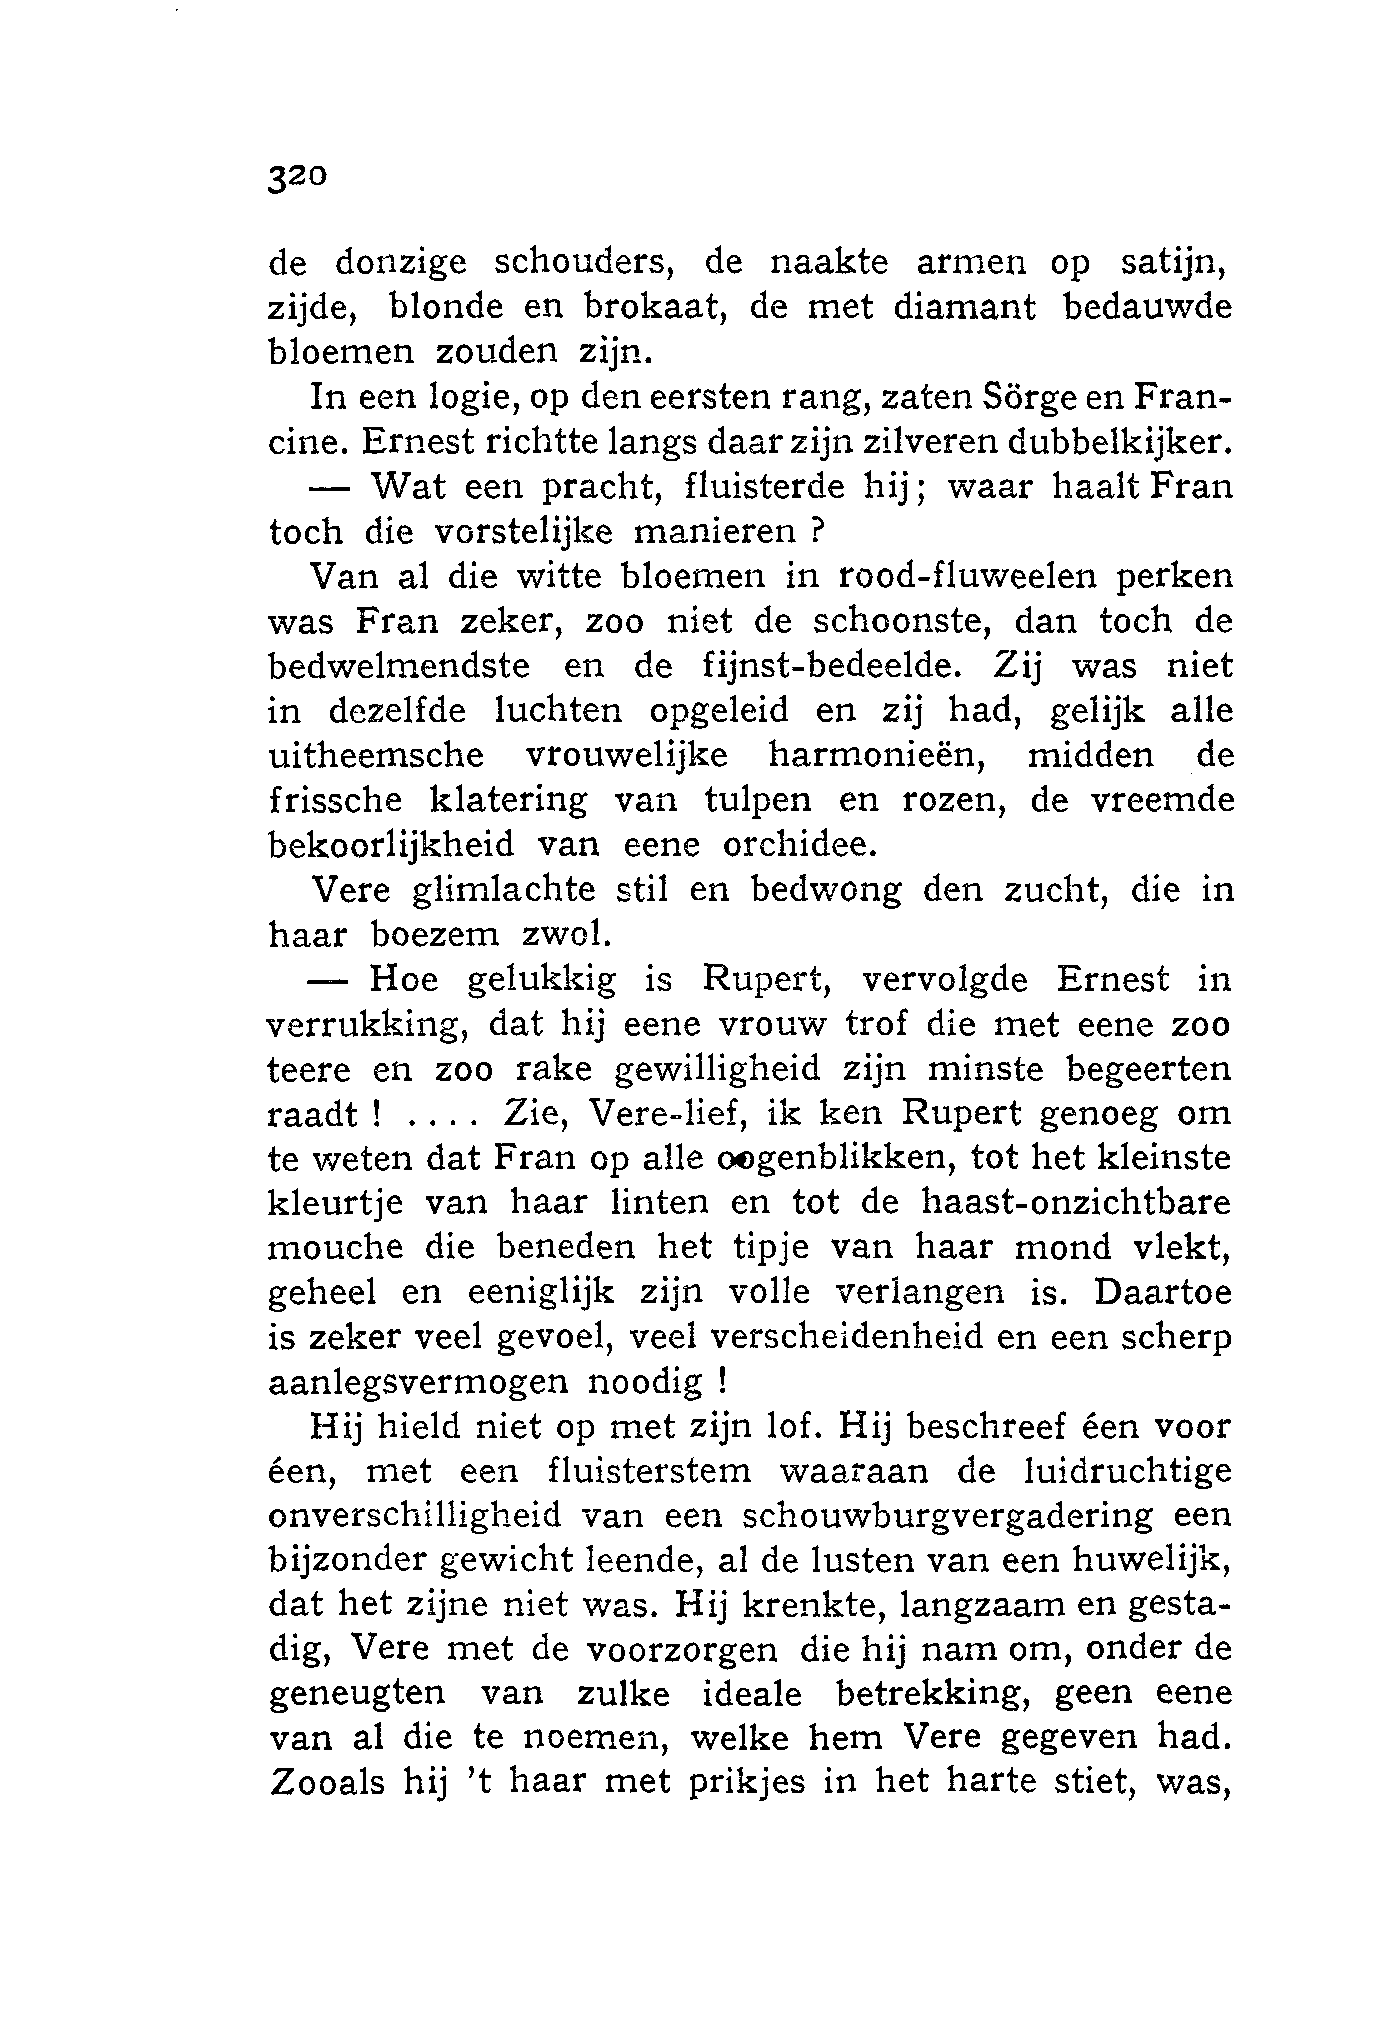 320
de donzige schouders, de naakte armen op satijn,
zijde, blonde en brokaat, de met diamant bedauwde
bloemen zouden zijn.
In een logie, op den eersten rang, zaten Sörge en Fran-
cine. Ernest richtte langs daar zijn zilveren dubbelkijker.
— Wat een pracht, fluisterde hij; waar haalt Fran
toch die vorstelijke manieren ?
Van al die witte bloemen in rood-fluweelen perken
was Fran zeker, zoo niet de schoonste, dan toch de
bedwelmendste en de fijnst-bedeelde. Zij was niet
in dezelfde luchten opgeleid en zij had, gelijk alle
uitheemsche vrouwelijke harmonieën, midden de
frissche klatering van tulpen en rozen, de vreemde
bekoorlijkheid van eene orchidee.
Vere glimlachte stil en bedwong den zucht, die in
haar boezem zwol.
— Hoe gelukkig is Rupert, vervolgde Ernest in
verrukking, dat hij eene vrouw trof die met eene zoo
teere en zoo rake gewilligheid zijn minste begeerten
raadt ! .... Zie, Vere-lief, ik ken Rupert genoeg om
te weten dat Fran op alle oogenblikken, tot het kleinste
kleurtje van haar linten en tot de haast-onzichtbare
mouche die beneden het tipje van haar mond vlekt,
geheel en eeniglijk zijn volle verlangen is. Daartoe
is zeker veel gevoel, veel verscheidenheid en een scherp
aanlegsvermogen noodig !
Hij hield niet op met zijn lof. Hij beschreef éen voor
éen, met een fluisterstem waaraan de luidruchtige
onverschilligheid van een schouwburgvergadering een
bijzonder gewicht leende, al de lusten van een huwelijk,
dat het zijne niet was. Hij krenkte, langzaam en gesta-
dig, Vere met de voorzorgen die hij nam om, onder de
geneugten van zulke ideale betrekking, geen eene
van al die te noemen, welke hem Vere gegeven had.
Zooals hij 't haar met prikjes in het harte stiet, was,